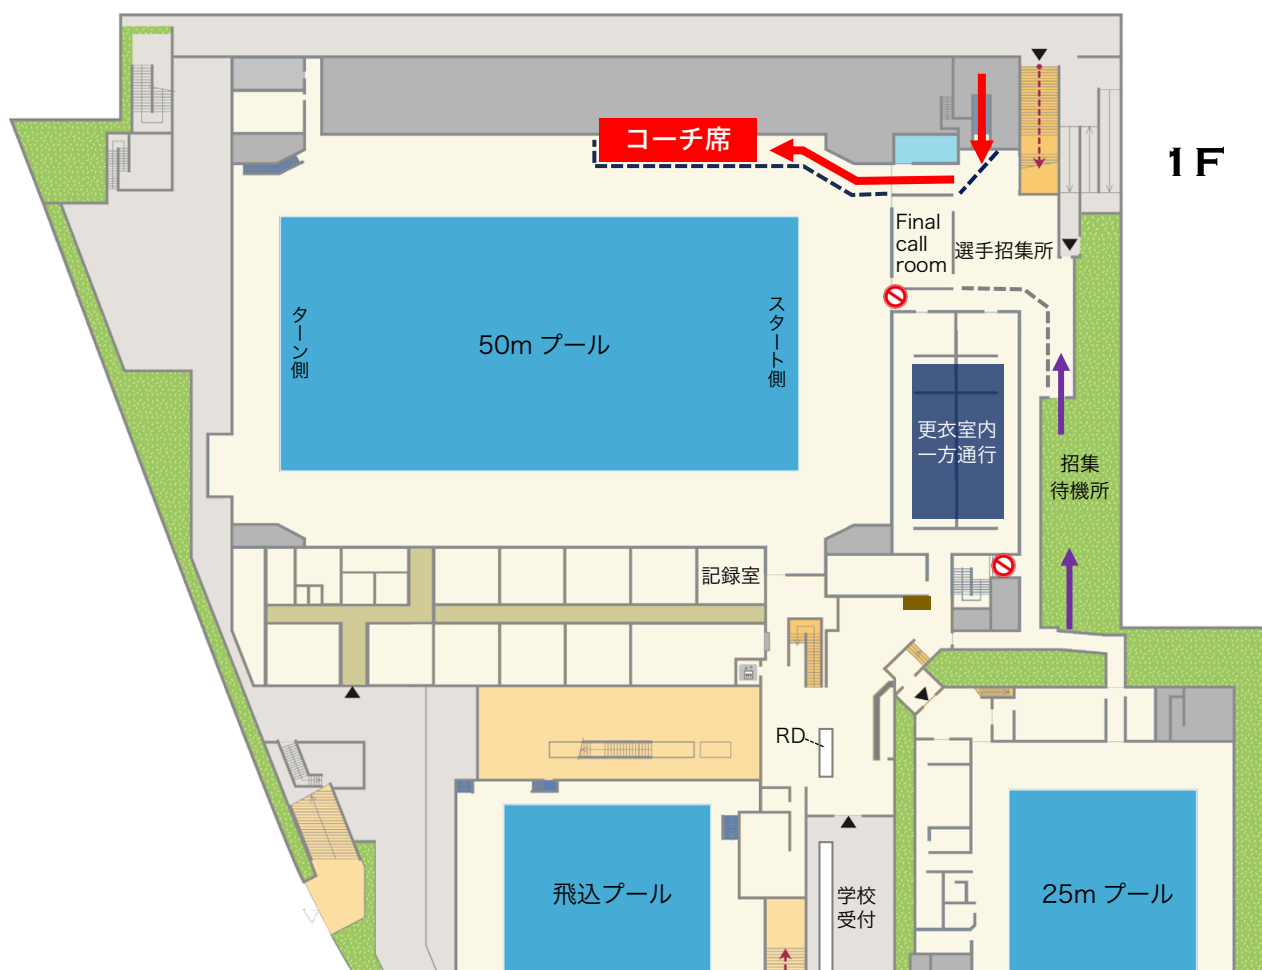 コーチ席
1F
Final
call
room
選手招集所
ターン側
50m プール
スタート側
更衣室内
一方通行
招集
待機所
記録室
RD
飛込プール
学校
受付
25m プール